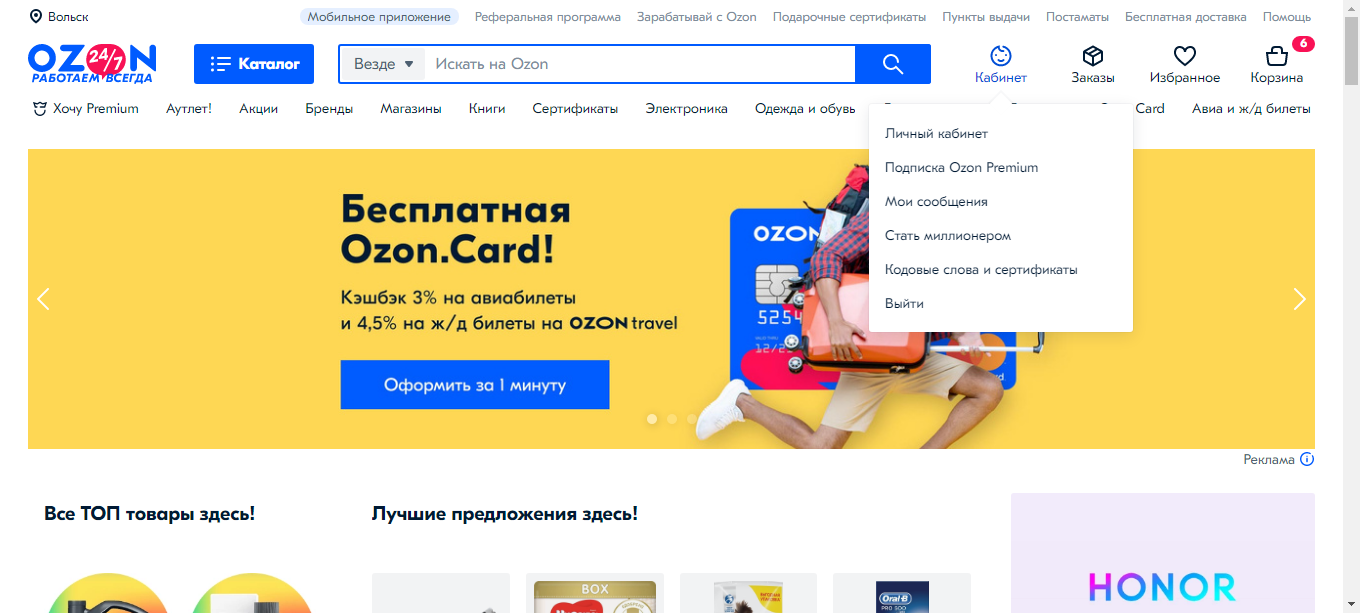 Вольск
Мобильное приложение
Реферальная программа
Зарабатывай с Ozon
Подарочные сертификаты
Пункты выдачи
Постаматы
Бесплатная доставка
Помощь
OZON
24/7
РАБОТАЕМ ВСЕГДА
Каталог
Везде
Искать на Ozon
Кабинет
Заказы
Избранное
6
Корзина
Хочу Premium
Аутлет!
Акции
Бренды
Магазины
Книги
Сертификаты
Электроника
Одежда и обувь
Card
Авиа и ж/д билеты
Личный кабинет
Подписка Ozon Premium
Мои сообщения
Стать миллионером
Кодовые слова и сертификаты
Выйти
Бесплатная
Ozon.Card!
Кэшбэк 3% на авиабилеты
и 4,5% на ж/д билеты на OZON travel
Оформить за 1 минуту
OZON
5254
Реклама
Все ТОП товары здесь!
Лучшие предложения здесь!
BOX
Oral-B
PRO 500
HONOR